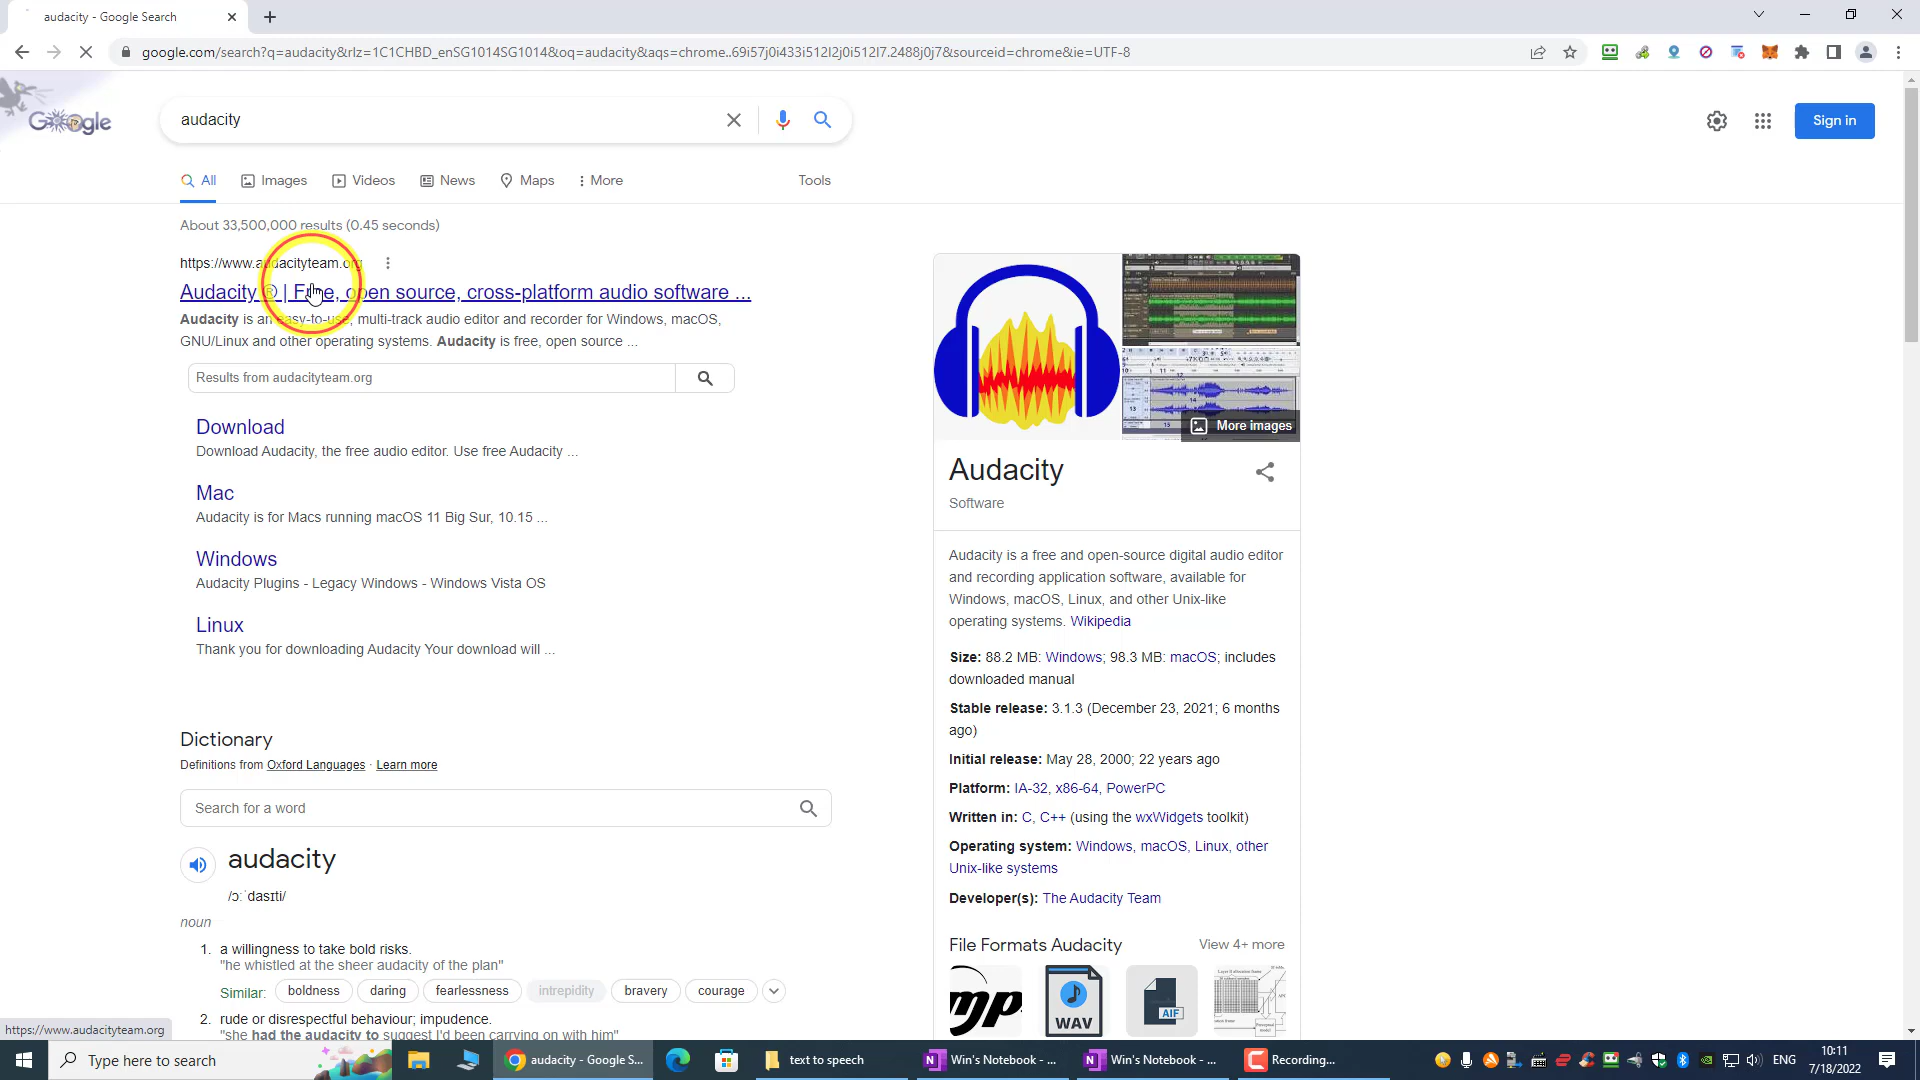 audacity - Google Search
google.com/search?q=audacity&rlz=1C1CHBD_enSG1014SG1014&oq=audacity&aqs=chrome..69i57j0i433i512l2j0i512l7.2488j0j7&sourceid=chrome&ie=UTF-8
Google
audacity
Sign in
All Images Videos News Maps More Tools
About 33,500,000 results (0.45 seconds)
https://www.audacityteam.org
Audacity ® | Free, open source, cross-platform audio software ...
Audacity is an easy-to-use, multi-track audio editor and recorder for Windows, macOS,
GNU/Linux and other operating systems. Audacity is free, open source ...
Results from audacityteam.org
Download
Download Audacity, the free audio editor. Use free Audacity ...
Mac
Audacity is for Macs running macOS 11 Big Sur, 10.15 ...
Windows
Audacity Plugins - Legacy Windows - Windows Vista OS
Linux
Thank you for downloading Audacity Your download will ...
Dictionary
Definitions from Oxford Languages · Learn more
Search for a word
audacity
/ɔːˈdasɪti/
noun
1. a willingness to take bold risks.
"he whistled at the sheer audacity of the plan"
Similar: boldness daring fearlessness intrepidity bravery courage
2. rude or disrespectful behaviour; impudence.
"she had the audacity to suggest I'd been carrying on with him"
More images
Audacity
Software
Audacity is a free and open-source digital audio editor
and recording application software, available for
Windows, macOS, Linux, and other Unix-like
operating systems. Wikipedia
Size: 88.2 MB: Windows; 98.3 MB: macOS; includes
downloaded manual
Stable release: 3.1.3 (December 23, 2021; 6 months
ago)
Initial release: May 28, 2000; 22 years ago
Platform: IA-32, x86-64, PowerPC
Written in: C, C++ (using the wxWidgets toolkit)
Operating system: Windows, macOS, Linux, other
Unix-like systems
Developer(s): The Audacity Team
File Formats Audacity View 4+ more
WAV
AIF
https://www.audacityteam.org
Type here to search
audacity - Google S...
text to speech
Win's Notebook - ...
Win's Notebook - ...
Recording...
ENG
10:11
7/18/2022